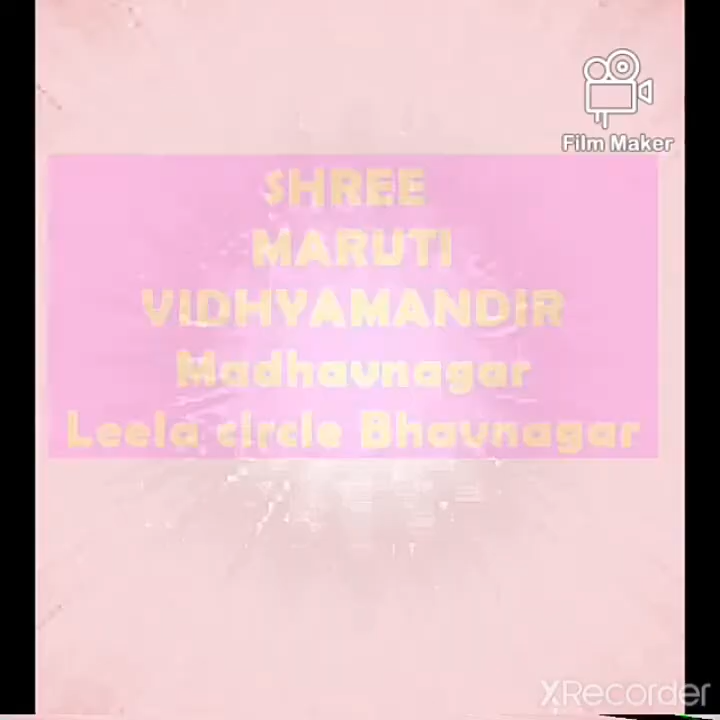 Film Maker
SHREE
MARUTI
VIDHYAMANDIR
Madhavnagar
Leela circle Bhavnagar
XRecorder